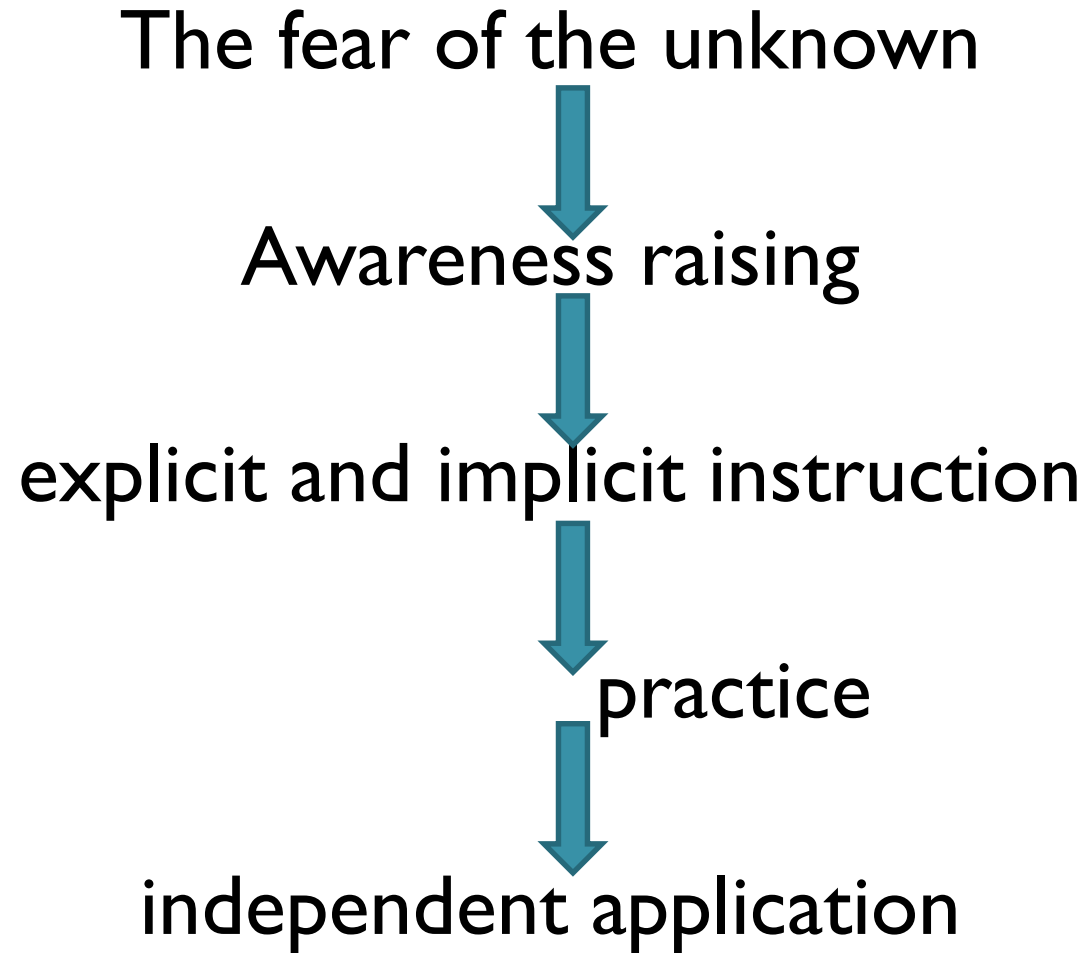 The fear of the unknown
Awareness raising
explicit and implicit instruction
practice
independent application